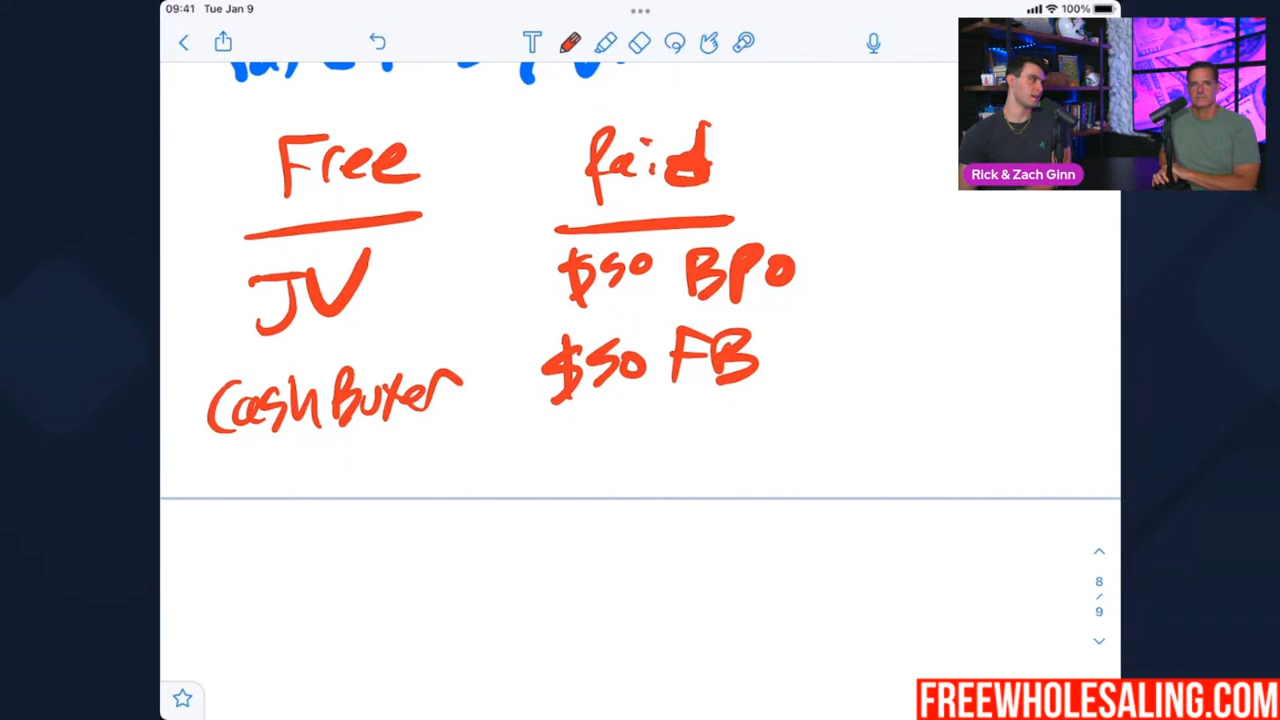 09:41 Tue Jan 9
100%
T
Free
Paid
JV
$50 BPO
$50 FB
Cash Buyer
Rick & Zach Ginn
8
/
9
FREEWHOLESALING.COM